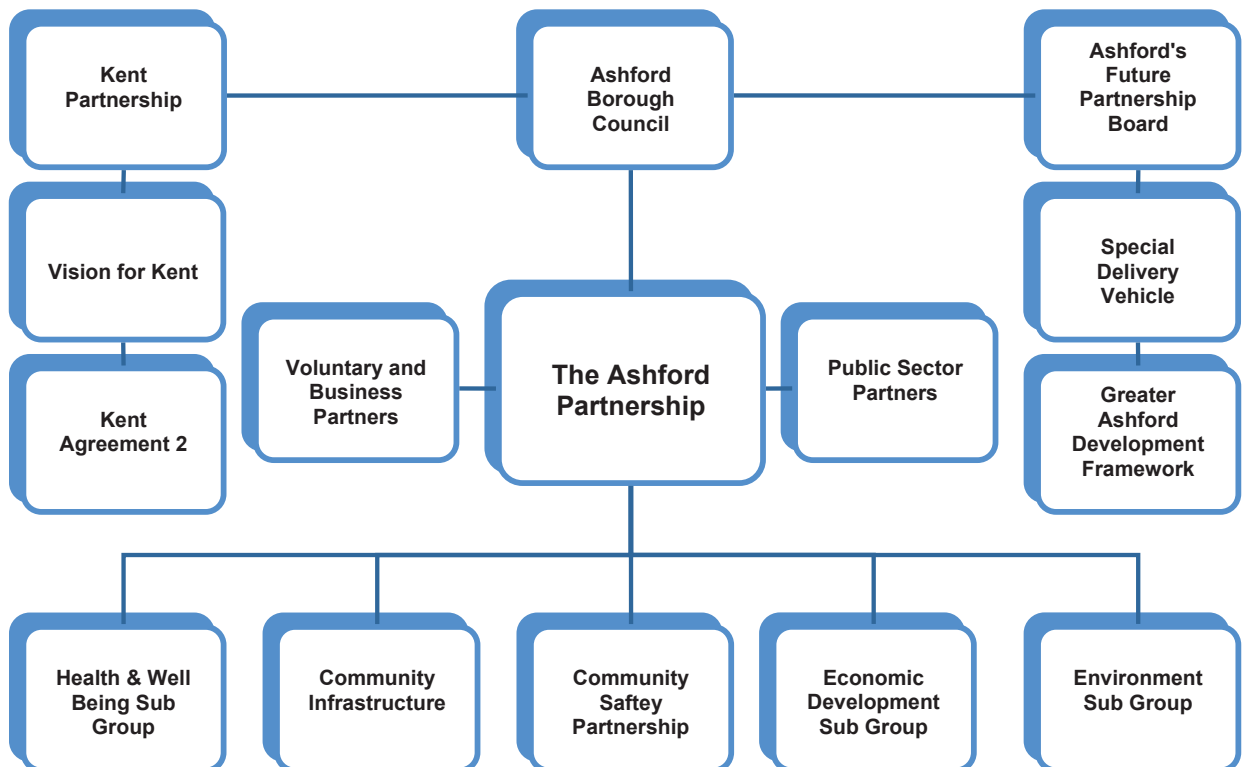 Kent
Partnership
Ashford
Borough
Council
Ashford's
Future
Partnership
Board
Vision for Kent
Special
Delivery
Vehicle
Voluntary and
Business
Partners
The Ashford
Partnership
Public Sector
Partners
Kent
Agreement 2
Greater
Ashford
Development
Framework
Health & Well
Being Sub
Group
Community
Infrastructure
Community
Saftey
Partnership
Economic
Development
Sub Group
Environment
Sub Group